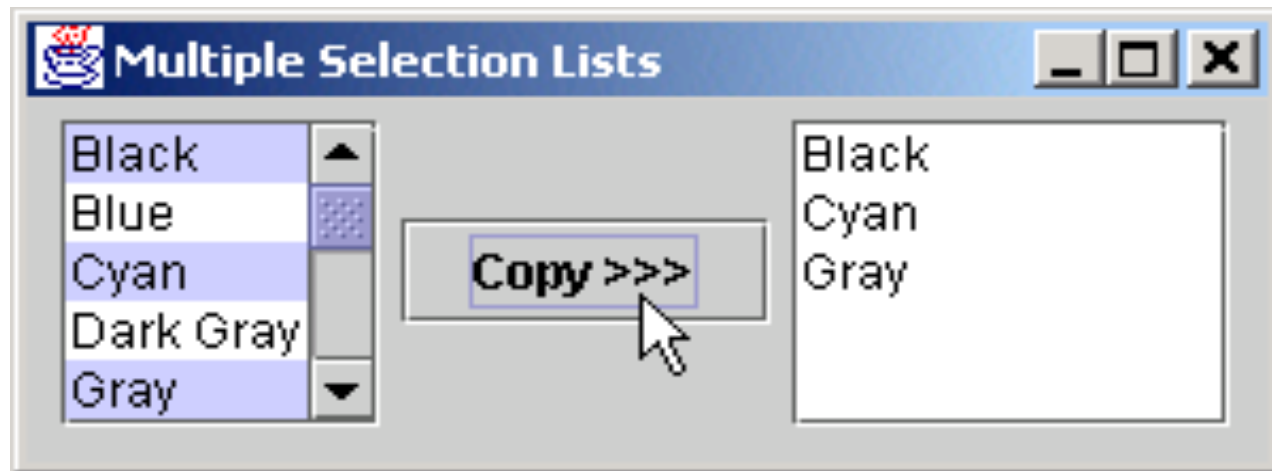 Multiple Selection Lists
Black
Blue
Cyan
Dark Gray
Gray
Copy >>>
Black
Cyan
Gray